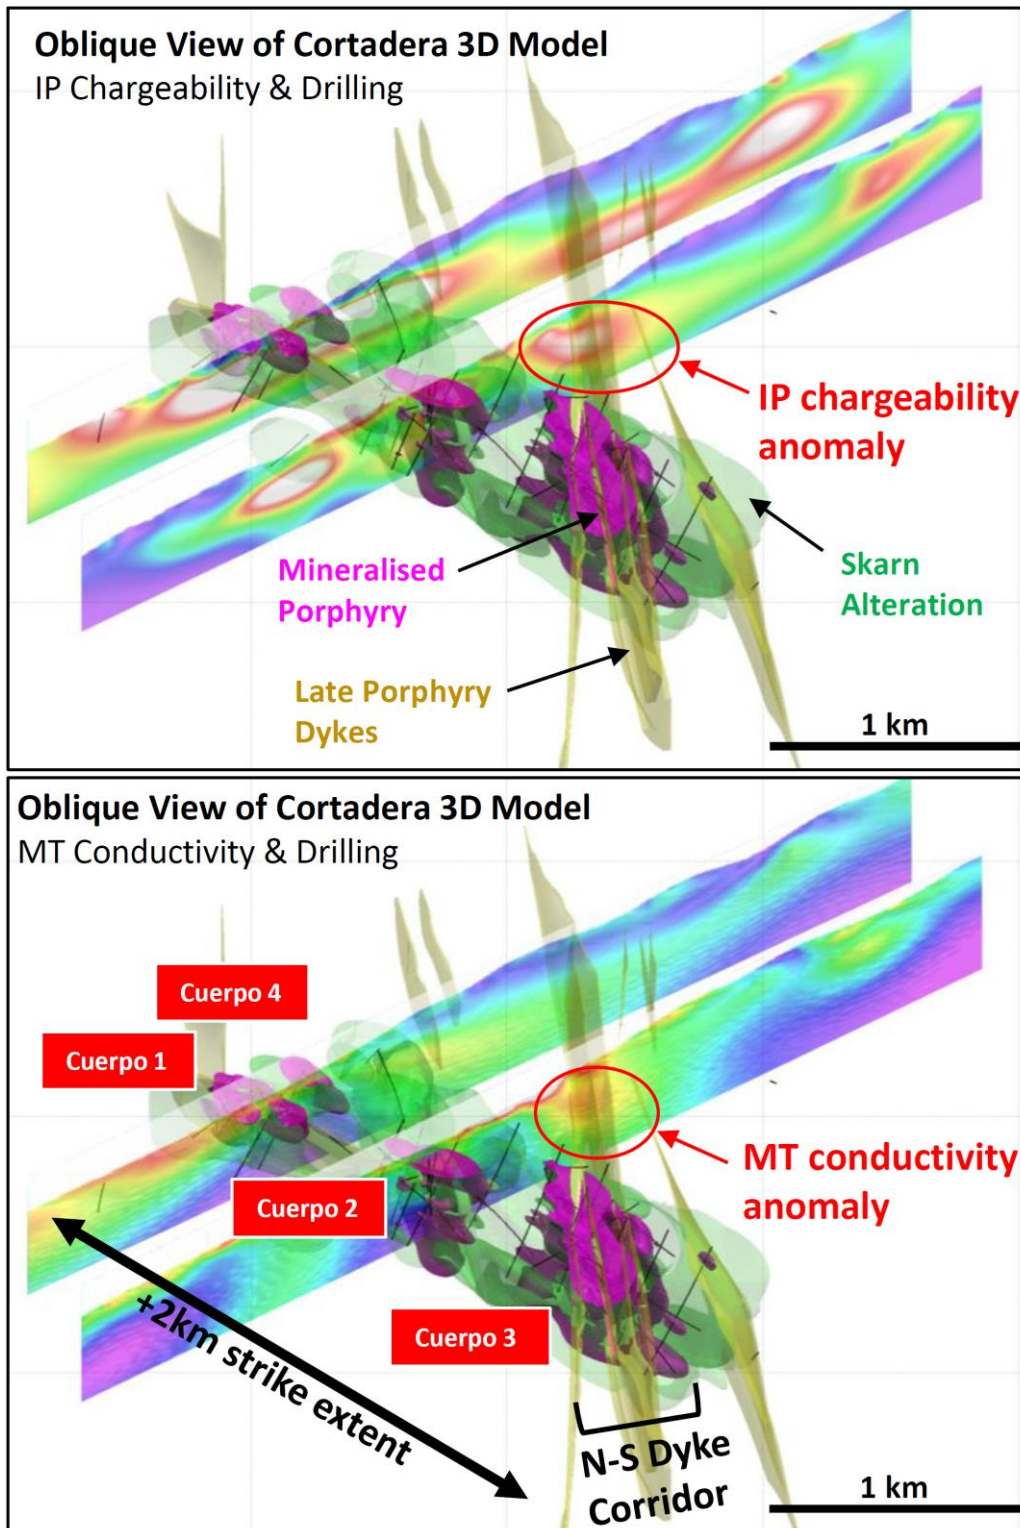 Oblique View of Cortadera 3D Model
IP Chargeability & Drilling
IP chargeability
anomaly
Mineralised
Porphyry
Skarn
Alteration
Late Porphyry
Dykes
1 km
Oblique View of Cortadera 3D Model
MT Conductivity & Drilling
Cuerpo 4
Cuerpo 1
MT conductivity
anomaly
Cuerpo 2
+2km strike extent
Cuerpo 3
N-S Dyke
Corridor
1 km